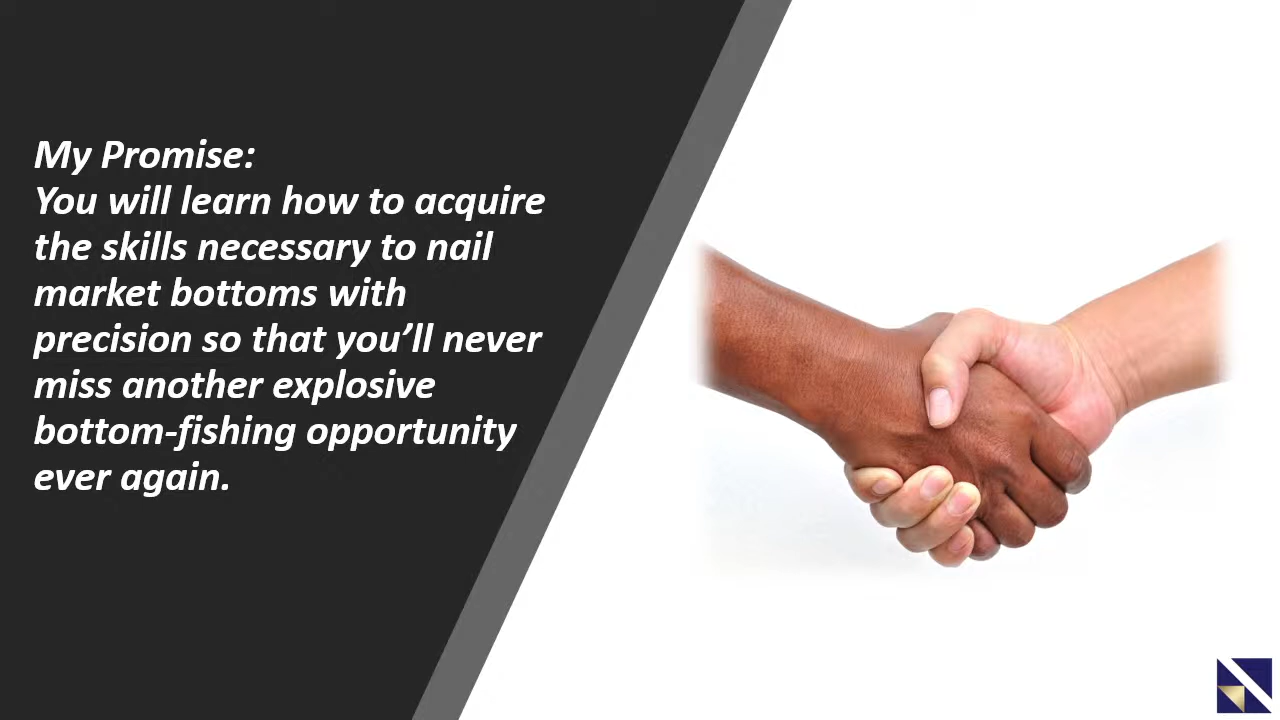 My Promise:
You will learn how to acquire
the skills necessary to nail
market bottoms with
precision so that you’ll never
miss another explosive
bottom-fishing opportunity
ever again.